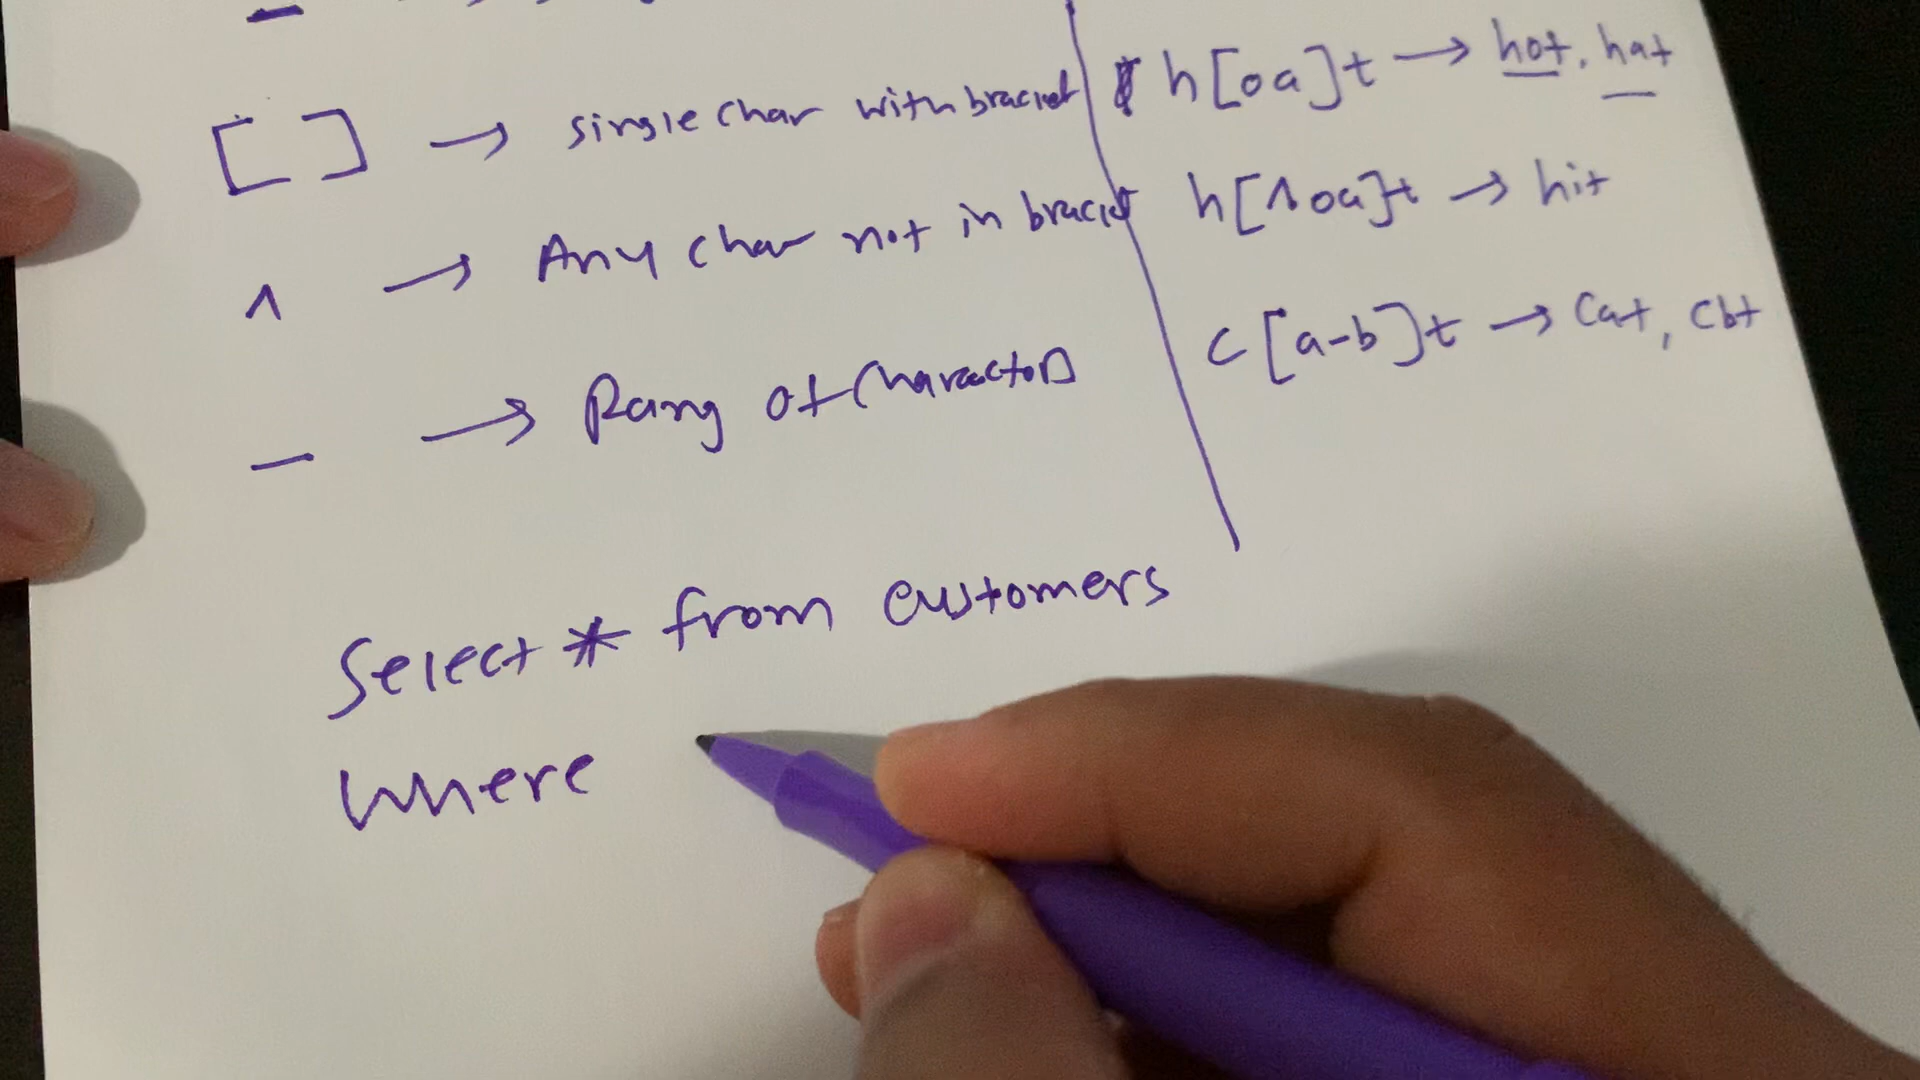 [ ] → single char with bracket
h[oa]t → hot, hat
^ → Any char not in bracket
h[^oa]t → hit
- → Rang of Charactors
c[a-b]t → Cat, Cbt
Select * from customers
Where